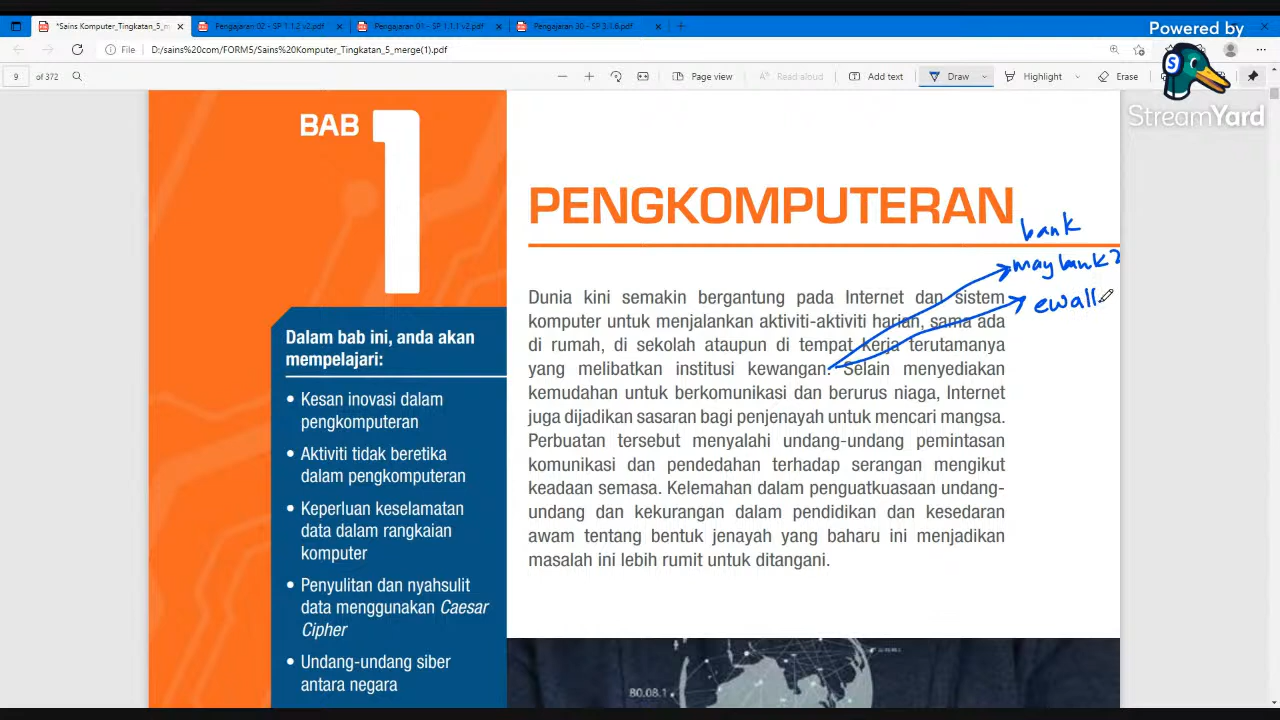 *Sains Komputer_Tingkatan_5_m
Pengajaran 02 - SP 1.1.2 v2.pdf
Pengajaran 01 - SP 1.1.1 v2.pdf
Pengajaran 30 - SP 3.1.6.pdf
Powered by
File
D:/sains%20com/FORM5/Sains%20Komputer_Tingkatan_5_merge(1).pdf
9 of 372
Page view
Read aloud
Add text
Draw
Highlight
Erase
StreamYard
BAB 1
PENGKOMPUTERAN
bank
maybank2
ewall
Dunia kini semakin bergantung pada Internet dan sistem
komputer untuk menjalankan aktiviti-aktiviti harian, sama ada
di rumah, di sekolah ataupun di tempat kerja terutamanya
yang melibatkan institusi kewangan. Selain menyediakan
kemudahan untuk berkomunikasi dan berurus niaga, Internet
juga dijadikan sasaran bagi penjenayah untuk mencari mangsa.
Perbuatan tersebut menyalahi undang-undang pemintasan
komunikasi dan pendedahan terhadap serangan mengikut
keadaan semasa. Kelemahan dalam penguatkuasaan undang-
undang dan kekurangan dalam pendidikan dan kesedaran
awam tentang bentuk jenayah yang baharu ini menjadikan
masalah ini lebih rumit untuk ditangani.
Dalam bab ini, anda akan
mempelajari:
• Kesan inovasi dalam
pengkomputeran
• Aktiviti tidak beretika
dalam pengkomputeran
• Keperluan keselamatan
data dalam rangkaian
komputer
• Penyulitan dan nyahsulit
data menggunakan Caesar
Cipher
• Undang-undang siber
antara negara
80.08.1